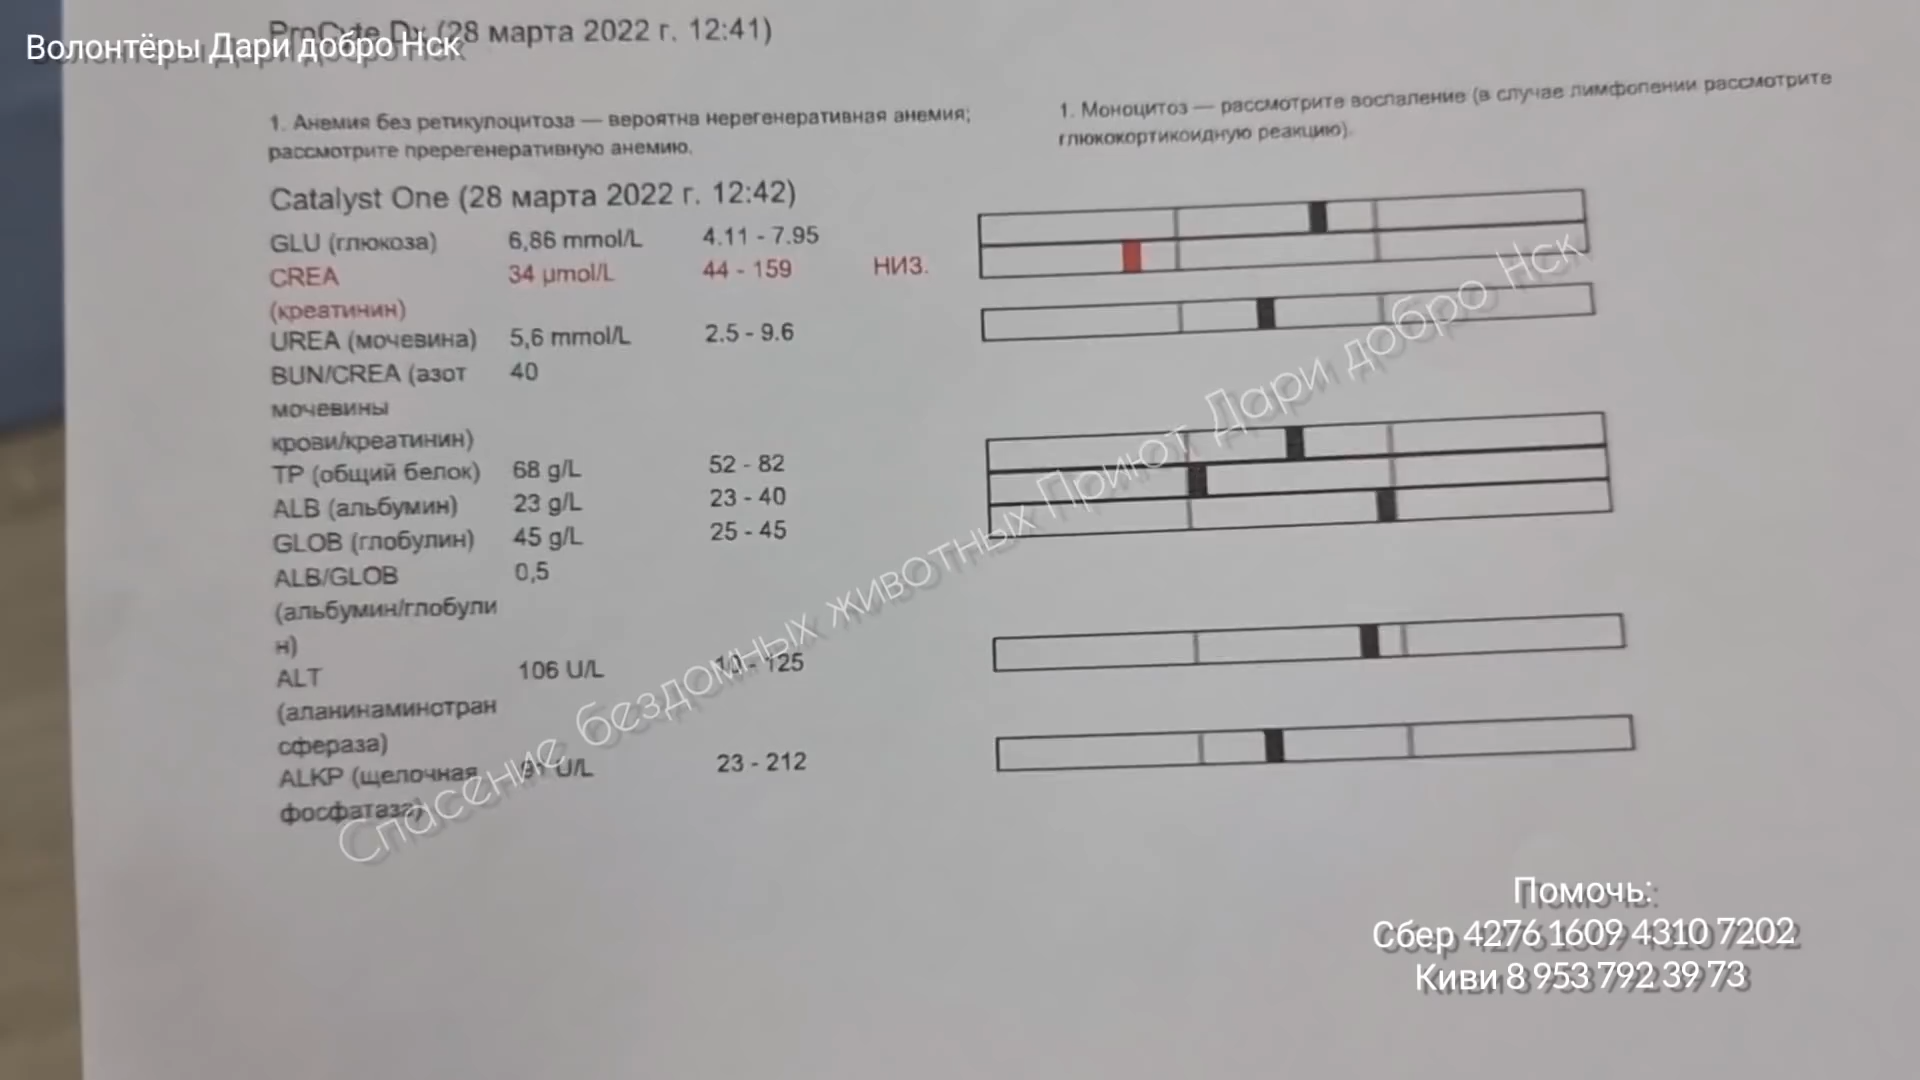 ProCyte Dx (28 марта 2022 г. 12:41)
Волонтёры Дари добро Нск
1. Анемия без ретикулоцитоза — вероятна нерегенеративная анемия;
рассмотрите пререгенеративную анемию.
1. Моноцитоз — рассмотрите воспаление (в случае лимфопении рассмотрите
глюкокортикоидную реакцию).
Catalyst One (28 марта 2022 г. 12:42)
GLU (глюкоза) 6,86 mmol/L 4.11 - 7.95
CREA 34 µmol/L 44 - 159 НИЗ.
(креатинин)
UREA (мочевина) 5,6 mmol/L 2.5 - 9.6
BUN/CREA (азот 40
мочевины
крови/креатинин)
TP (общий белок) 68 g/L 52 - 82
ALB (альбумин) 23 g/L 23 - 40
GLOB (глобулин) 45 g/L 25 - 45
ALB/GLOB 0,5
(альбумин/глобули
н)
ALT 106 U/L 10 - 125
(аланинаминотран
сфераза)
ALKP (щелочная 91 U/L 23 - 212
фосфатаза)
Спасение бездомных животных Приют Дари добро Нск
Помочь:
Сбер 4276 1609 4310 7202
Киви 8 953 792 39 73